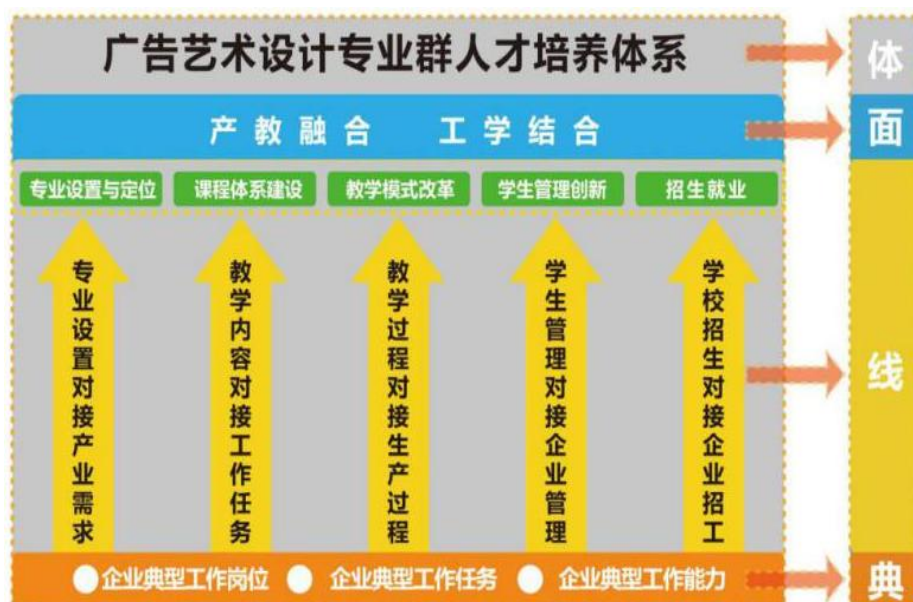 广告艺术设计专业群人才培养体系
体
产教融合 工学结合
面
专业设置与定位
课程体系建设
教学模式改革
学生管理创新
招生就业
专业设置对接产业需求
教学内容对接工作任务
教学过程对接生产过程
学生管理对接企业管理
学校招生对接企业招工
线
企业典型工作岗位
企业典型工作任务
企业典型工作能力
典